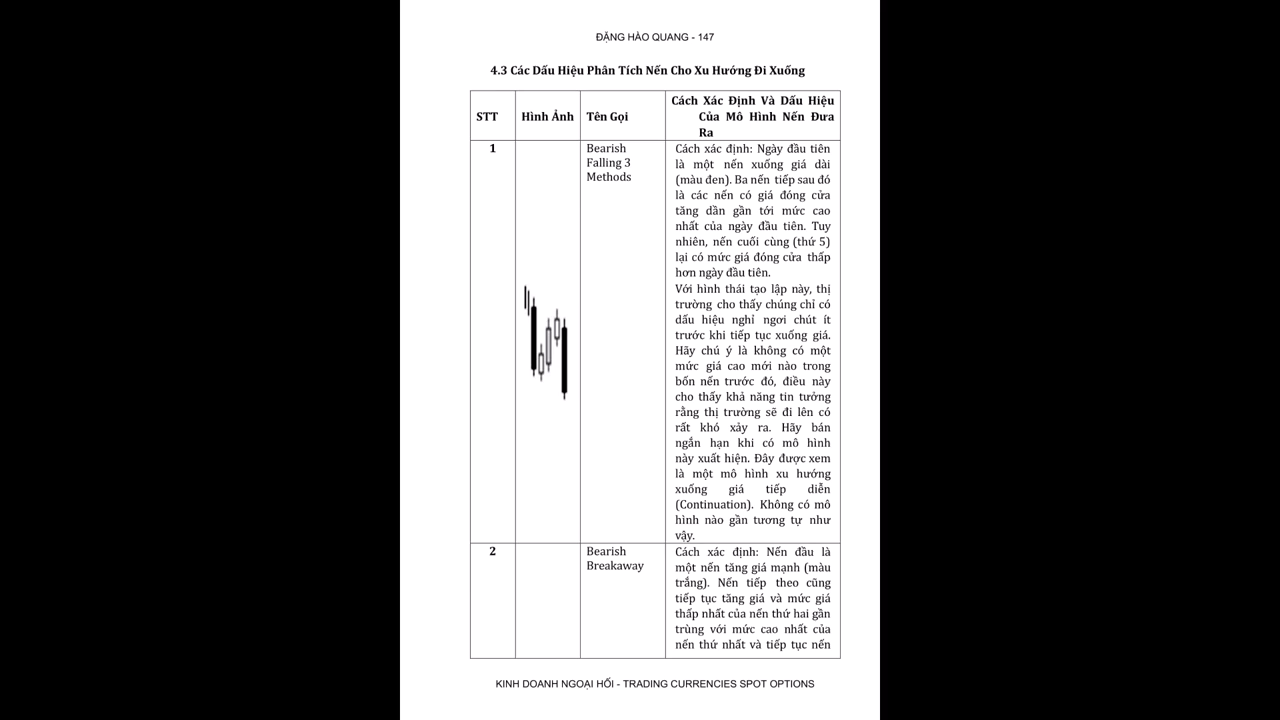 ĐẶNG HÀO QUANG - 147
4.3 Các Dấu Hiệu Phân Tích Nến Cho Xu Hướng Đi Xuống
STT
Hình Ảnh
Tên Gọi
Cách Xác Định Và Dấu Hiệu
Của Mô Hình Nến Đưa
Ra
1
Bearish
Falling 3
Methods
Cách xác định: Ngày đầu tiên
là một nến xuống giá dài
(màu đen). Ba nến tiếp sau đó
là các nến có giá đóng cửa
tăng dần gần tới mức cao
nhất của ngày đầu tiên. Tuy
nhiên, nến cuối cùng (thứ 5)
lại có mức giá đóng cửa thấp
hơn ngày đầu tiên.
Với hình thái tạo lập này, thị
trường cho thấy chúng chỉ có
dấu hiệu nghỉ ngơi chút ít
trước khi tiếp tục xuống giá.
Hãy chú ý là không có một
mức giá cao mới nào trong
bốn nến trước đó, điều này
cho thấy khả năng tin tưởng
rằng thị trường sẽ đi lên có
rất khó xảy ra. Hãy bán
ngắn hạn khi có mô hình
này xuất hiện. Đây được xem
là một mô hình xu hướng
xuống giá tiếp diễn
(Continuation). Không có mô
hình nào gần tương tự như
vậy.
2
Bearish
Breakaway
Cách xác định: Nến đầu là
một nến tăng giá mạnh (màu
trắng). Nến tiếp theo cũng
tiếp tục tăng giá và mức giá
thấp nhất của nến thứ hai gần
trùng với mức cao nhất của
nến thứ nhất và tiếp tục nến
KINH DOANH NGOẠI HỐI - TRADING CURRENCIES SPOT OPTIONS